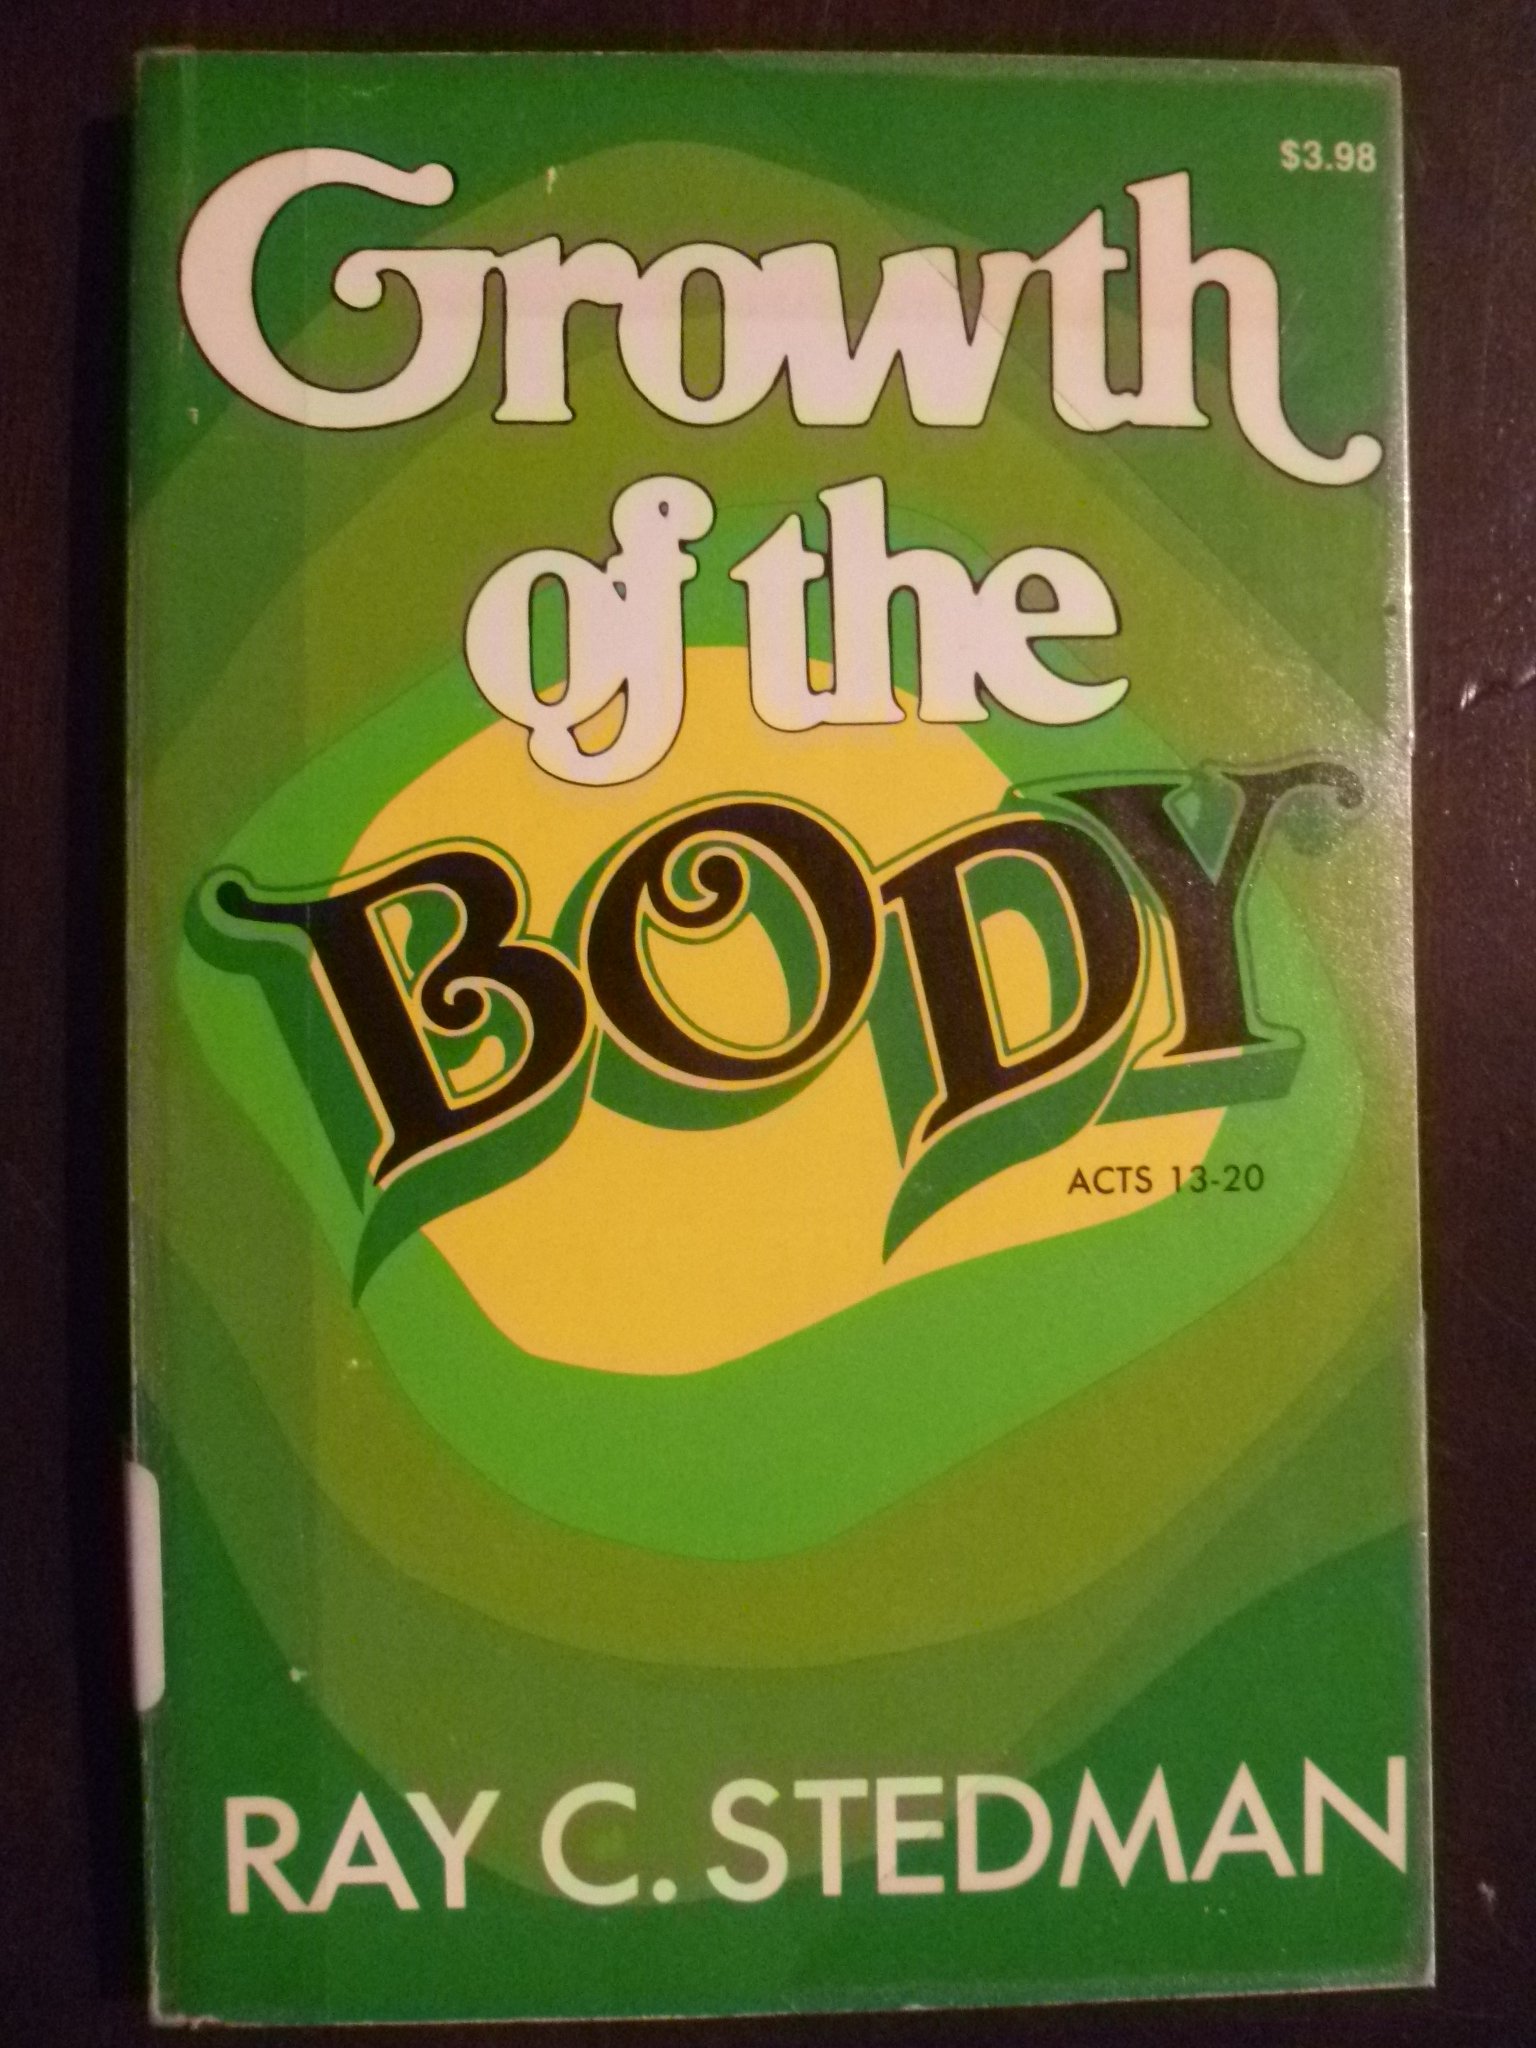 $3.98
Growth
of the
BODY
ACTS 13-20
RAY C. STEDMAN